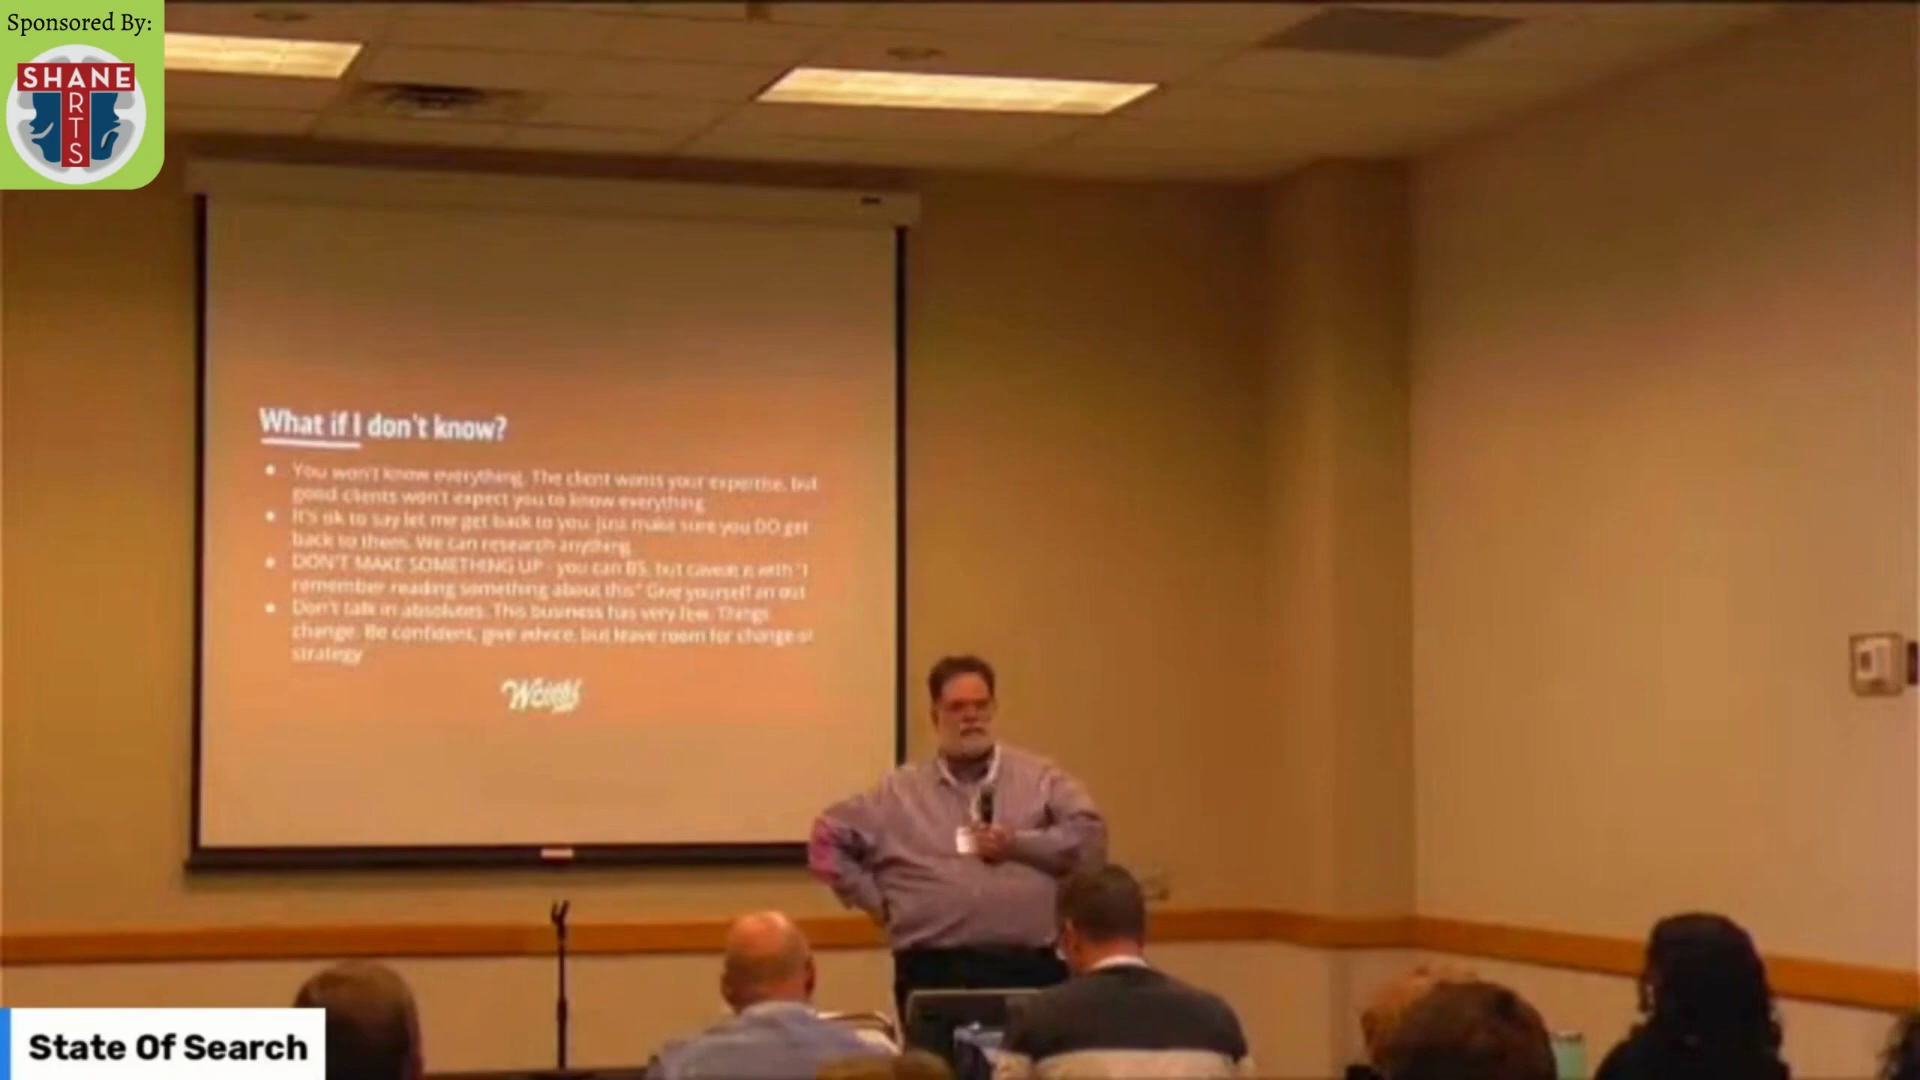 Sponsored By:
SHANE
ARTS
What if I don't know?
• You won't know everything. The client wants your expertise, but
good clients won't expect you to know everything
• It's ok to say let me get back to you. Just make sure you DO get
back to them. We can research anything
• DON'T MAKE SOMETHING UP - you can BS, but caveat it with "I
remember reading something about this" Give yourself an out
• Don't talk in absolutes. This business has very few. Things
change. Be confident, give advice, but leave room for change of
strategy
State Of Search